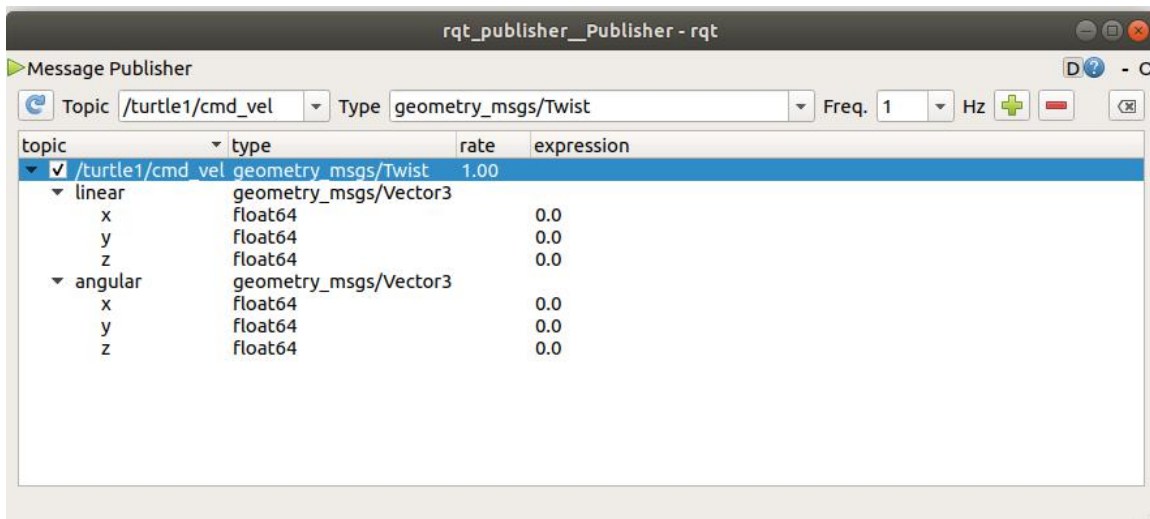 rqt_publisher__Publisher - rqt
Message Publisher D ? - O
Topic /turtle1/cmd_vel Type geometry_msgs/Twist Freq. 1 Hz
topic type rate expression
/turtle1/cmd_vel geometry_msgs/Twist 1.00
linear geometry_msgs/Vector3
x float64 0.0
y float64 0.0
z float64 0.0
angular geometry_msgs/Vector3
x float64 0.0
y float64 0.0
z float64 0.0